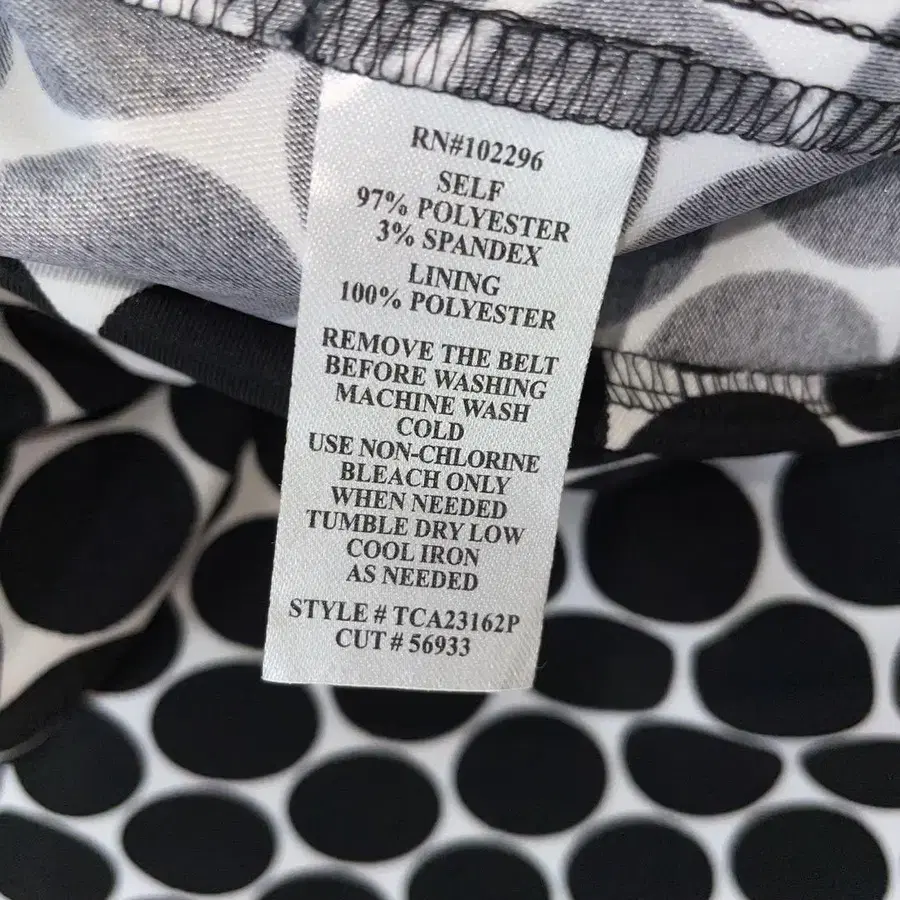 RN#102296
SELF
97% POLYESTER
3% SPANDEX
LINING
100% POLYESTER
REMOVE THE BELT
BEFORE WASHING
MACHINE WASH
COLD
USE NON-CHLORINE
BLEACH ONLY
WHEN NEEDED
TUMBLE DRY LOW
COOL IRON
AS NEEDED
STYLE # TCA23162P
CUT # 56933